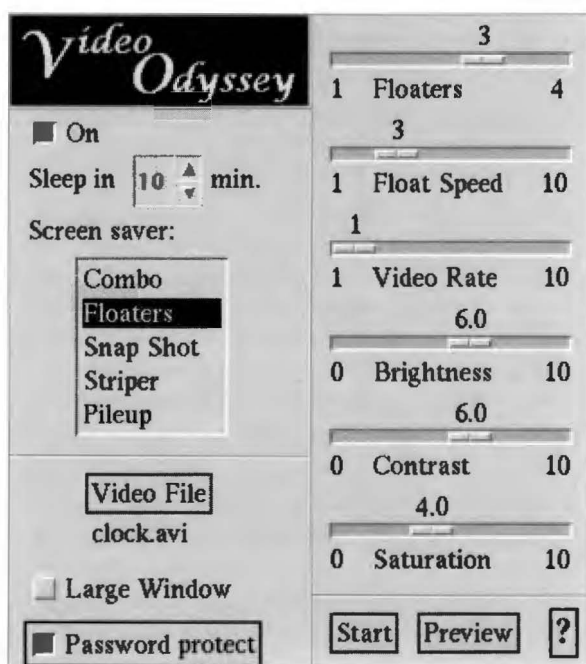 Video
Odyssey
On
Sleep in 10 min.
Screen saver:
Combo
Floaters
Snap Shot
Striper
Pileup
Video File
clock.avi
Large Window
Password protect
3
1 Floaters 4
3
1 Float Speed 10
1
1 Video Rate 10
6.0
0 Brightness 10
6.0
0 Contrast 10
4.0
0 Saturation 10
Start Preview ?